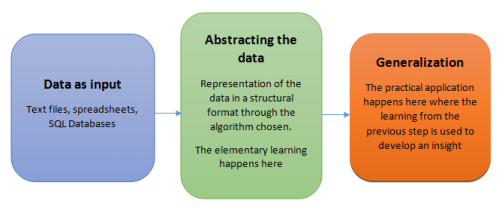 Data as input
Text files, spreadsheets,
SQL Databases
Abstracting the
data
Representation of the
data in a structural
format through the
algorithm chosen.
The elementary learning
happens here
Generalization
The practical application
happens here where the
learning from the
previous step is used to
develop an insight